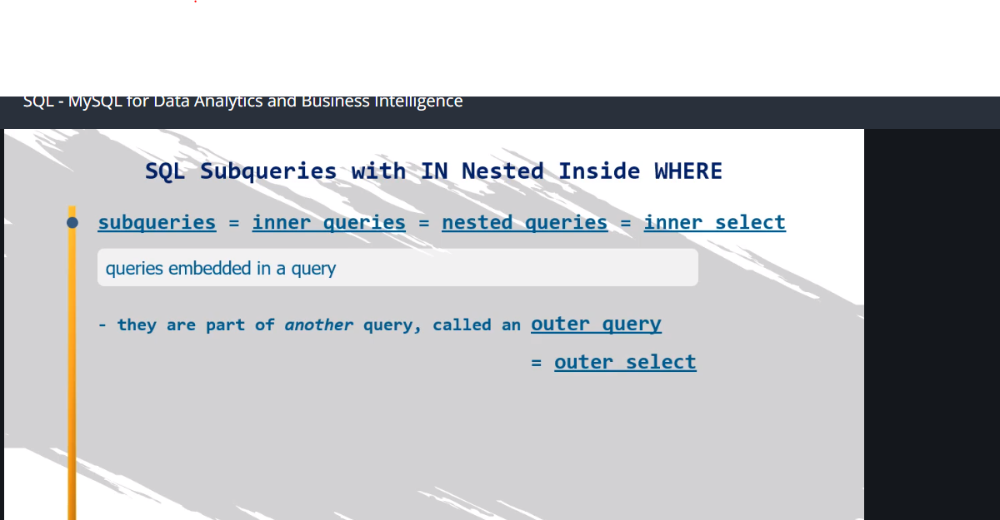 SQL - MySQL for Data Analytics and Business Intelligence
SQL Subqueries with IN Nested Inside WHERE
subqueries = inner queries = nested queries = inner select
queries embedded in a query
- they are part of another query, called an outer query
= outer select